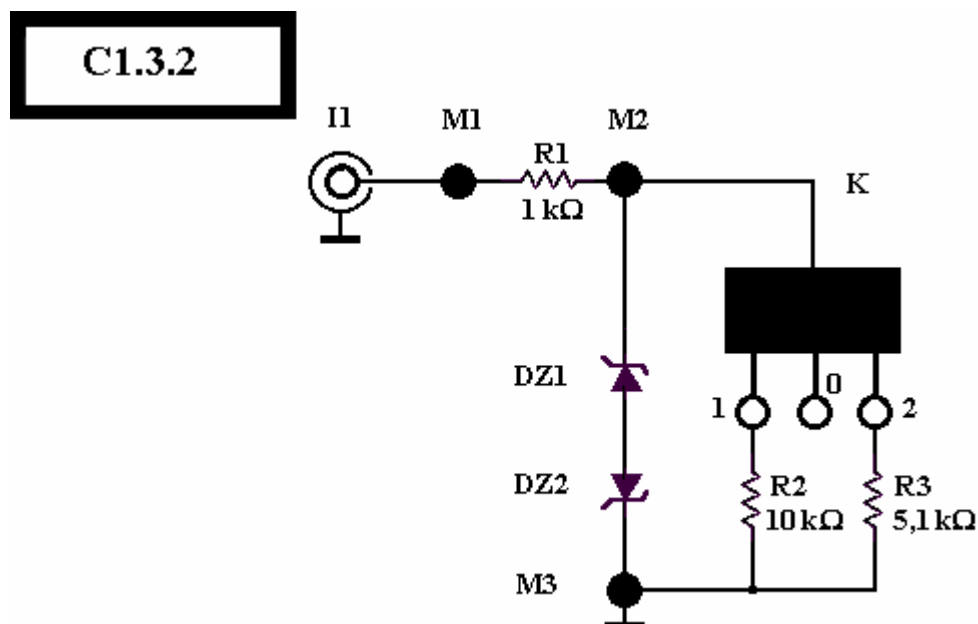 C1.3.2
I1
M1
M2
R1
1 kΩ
K
DZ1
0
1
2
DZ2
R2
10 kΩ
R3
5,1 kΩ
M3